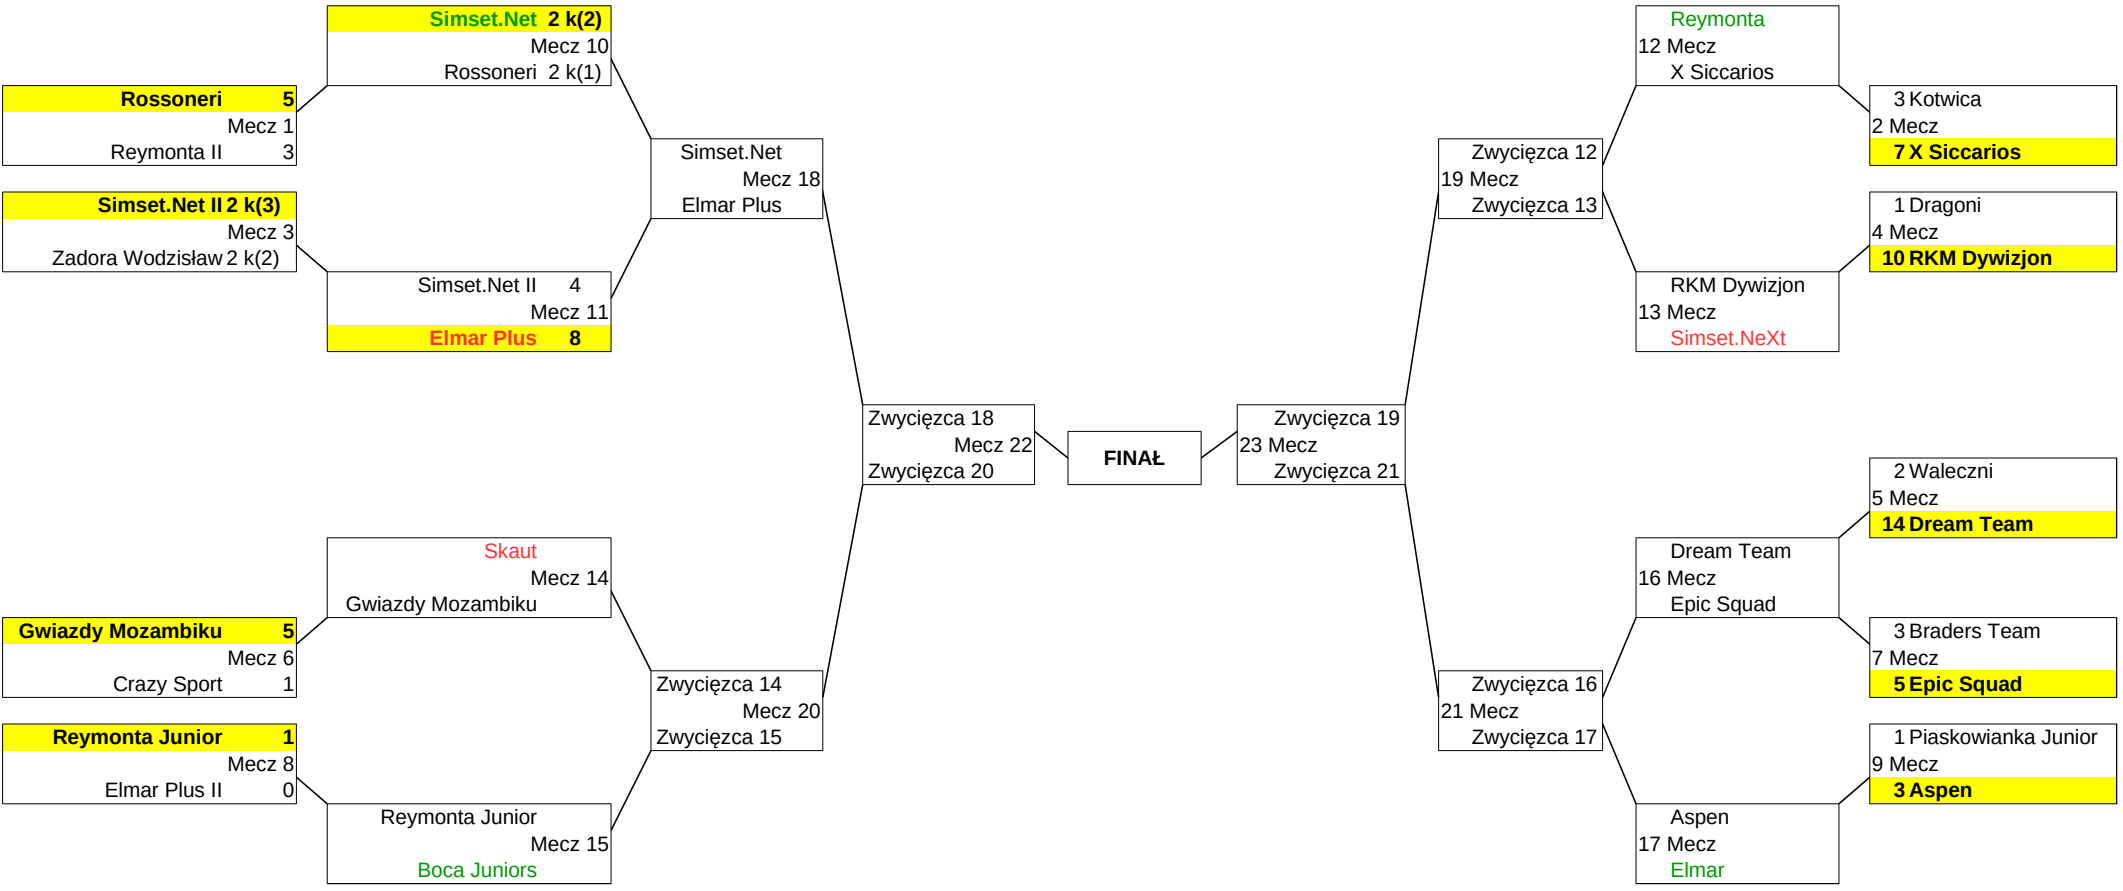 Simset.Net 2 k(2)
Mecz 10
Rossoneri 2 k(1)
Rossoneri 5
Mecz 1
Reymonta II 3
Simset.Net II 2 k(3)
Mecz 3
Zadora Wodzisław 2 k(2)
Simset.Net II 4
Mecz 11
Elmar Plus 8
Simset.Net
Mecz 18
Elmar Plus
Skaut
Mecz 14
Gwiazdy Mozambiku
Gwiazdy Mozambiku 5
Mecz 6
Crazy Sport 1
Reymonta Junior 1
Mecz 8
Elmar Plus II 0
Reymonta Junior
Mecz 15
Boca Juniors
Zwycięzca 14
Mecz 20
Zwycięzca 15
Zwycięzca 18
Mecz 22
Zwycięzca 20
FINAŁ
Zwycięzca 19
23 Mecz
Zwycięzca 21
Zwycięzca 12
19 Mecz
Zwycięzca 13
Reymonta
12 Mecz
X Siccarios
3 Kotwica
2 Mecz
7 X Siccarios
1 Dragoni
4 Mecz
10 RKM Dywizjon
RKM Dywizjon
13 Mecz
Simset.NeXt
2 Waleczni
5 Mecz
14 Dream Team
Dream Team
16 Mecz
Epic Squad
3 Braders Team
7 Mecz
5 Epic Squad
Zwycięzca 16
21 Mecz
Zwycięzca 17
1 Piaskowianka Junior
9 Mecz
3 Aspen
Aspen
17 Mecz
Elmar